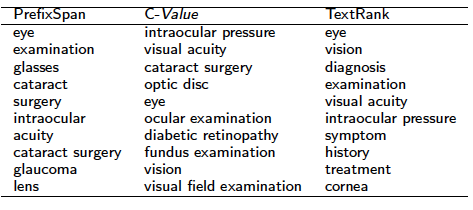 PrefixSpan C-Value TextRank
eye intraocular pressure eye
examination visual acuity vision
glasses cataract surgery diagnosis
cataract optic disc examination
surgery eye visual acuity
intraocular ocular examination intraocular pressure
acuity diabetic retinopathy symptom
cataract surgery fundus examination history
glaucoma vision treatment
lens visual field examination cornea